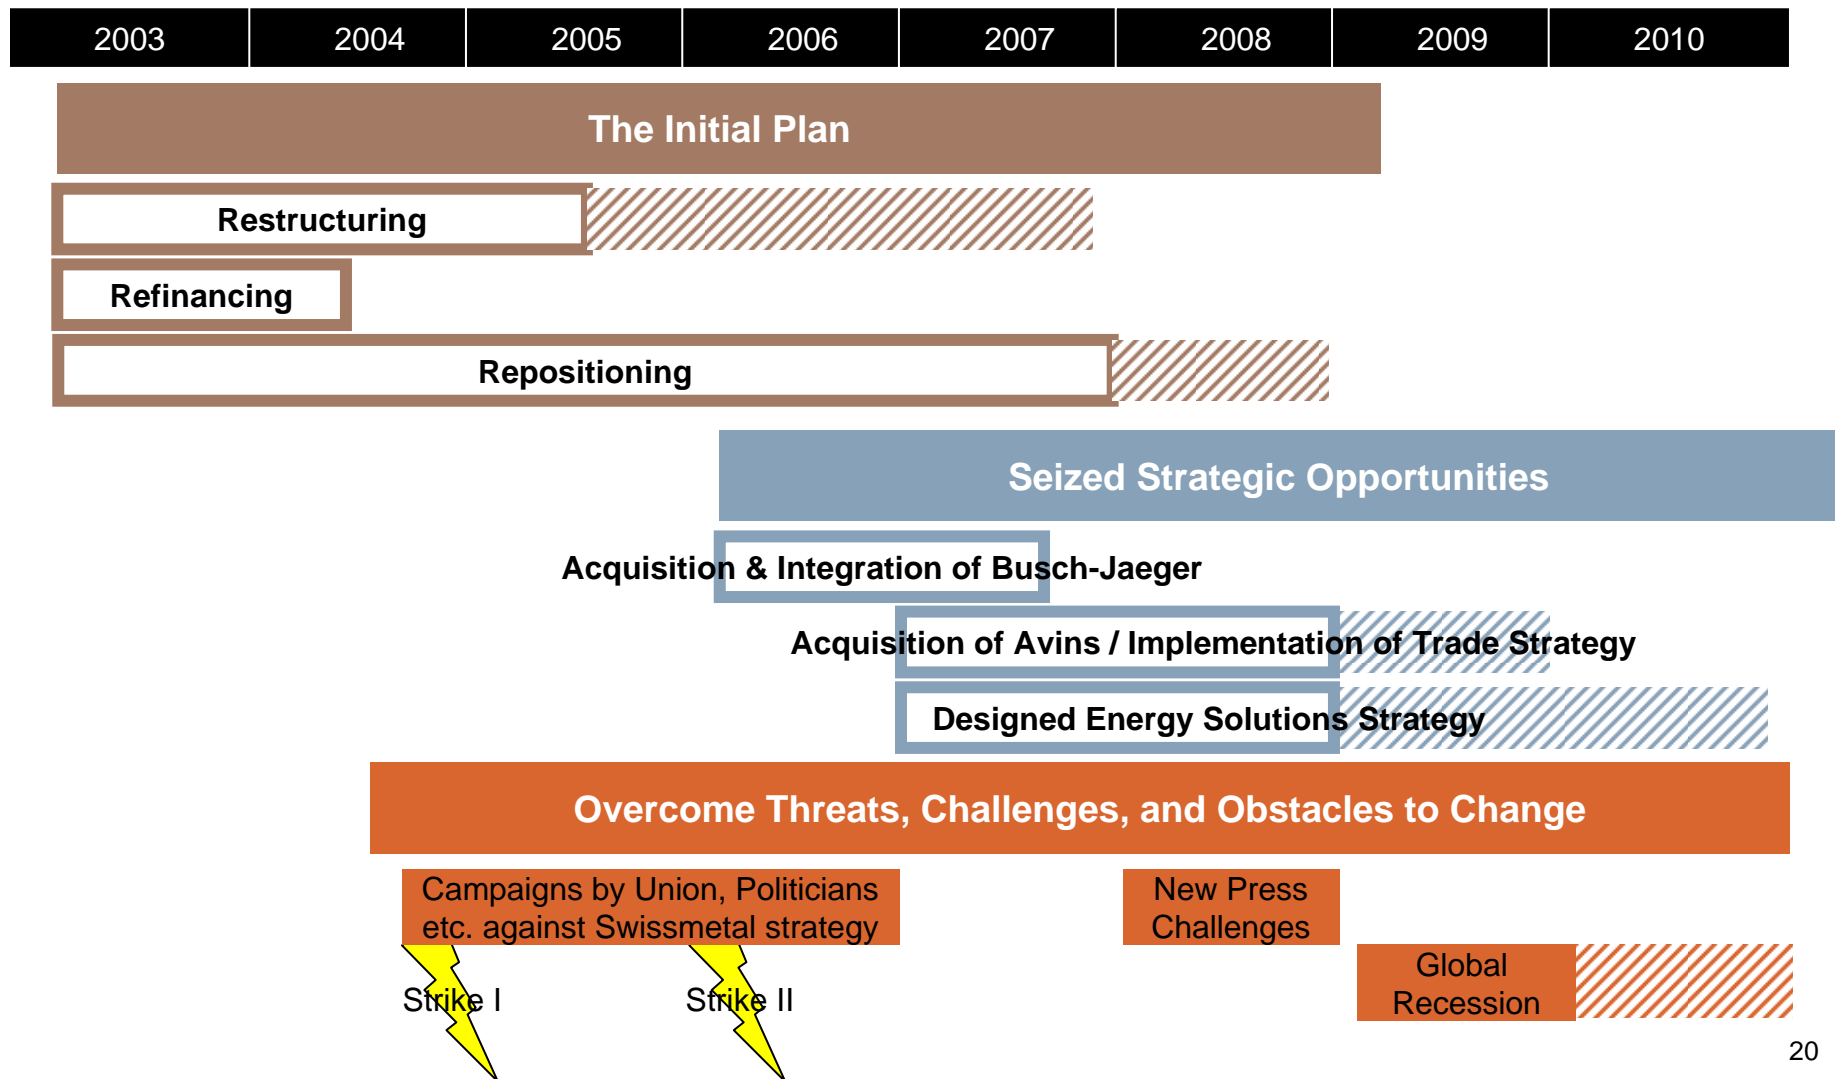 2003 2004 2005 2006 2007 2008 2009 2010
The Initial Plan
Restructuring
Refinancing
Repositioning
Seized Strategic Opportunities
Acquisition & Integration of Busch-Jaeger
Acquisition of Avins / Implementation of Trade Strategy
Designed Energy Solutions Strategy
Overcome Threats, Challenges, and Obstacles to Change
Campaigns by Union, Politicians
etc. against Swissmetal strategy
New Press
Challenges
Global
Recession
Strike I
Strike II
20